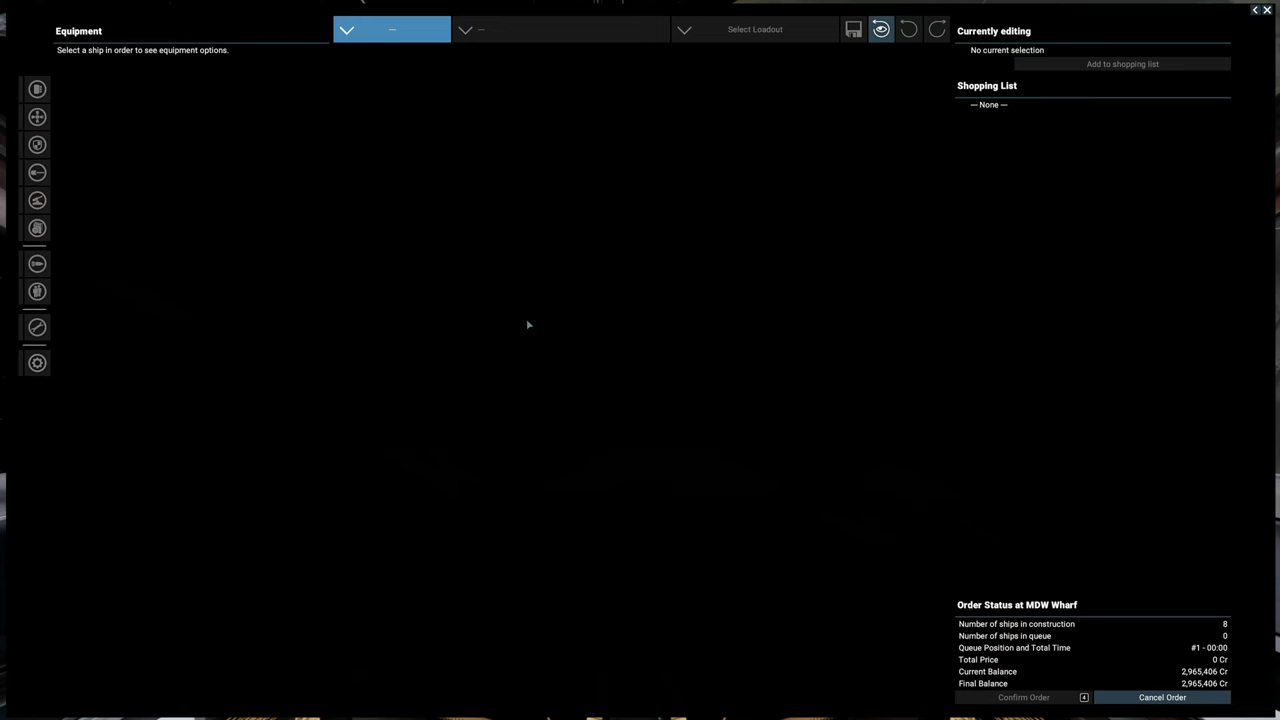 Equipment
Select a ship in order to see equipment options.
—
—
Select Loadout
Currently editing
No current selection
Add to shopping list
Shopping List
— None —
Order Status at MDW Wharf
Number of ships in construction 8
Number of ships in queue 0
Queue Position and Total Time #1 - 00:00
Total Price 0 Cr
Current Balance 2,965,406 Cr
Final Balance 2,965,406 Cr
Confirm Order 4 Cancel Order